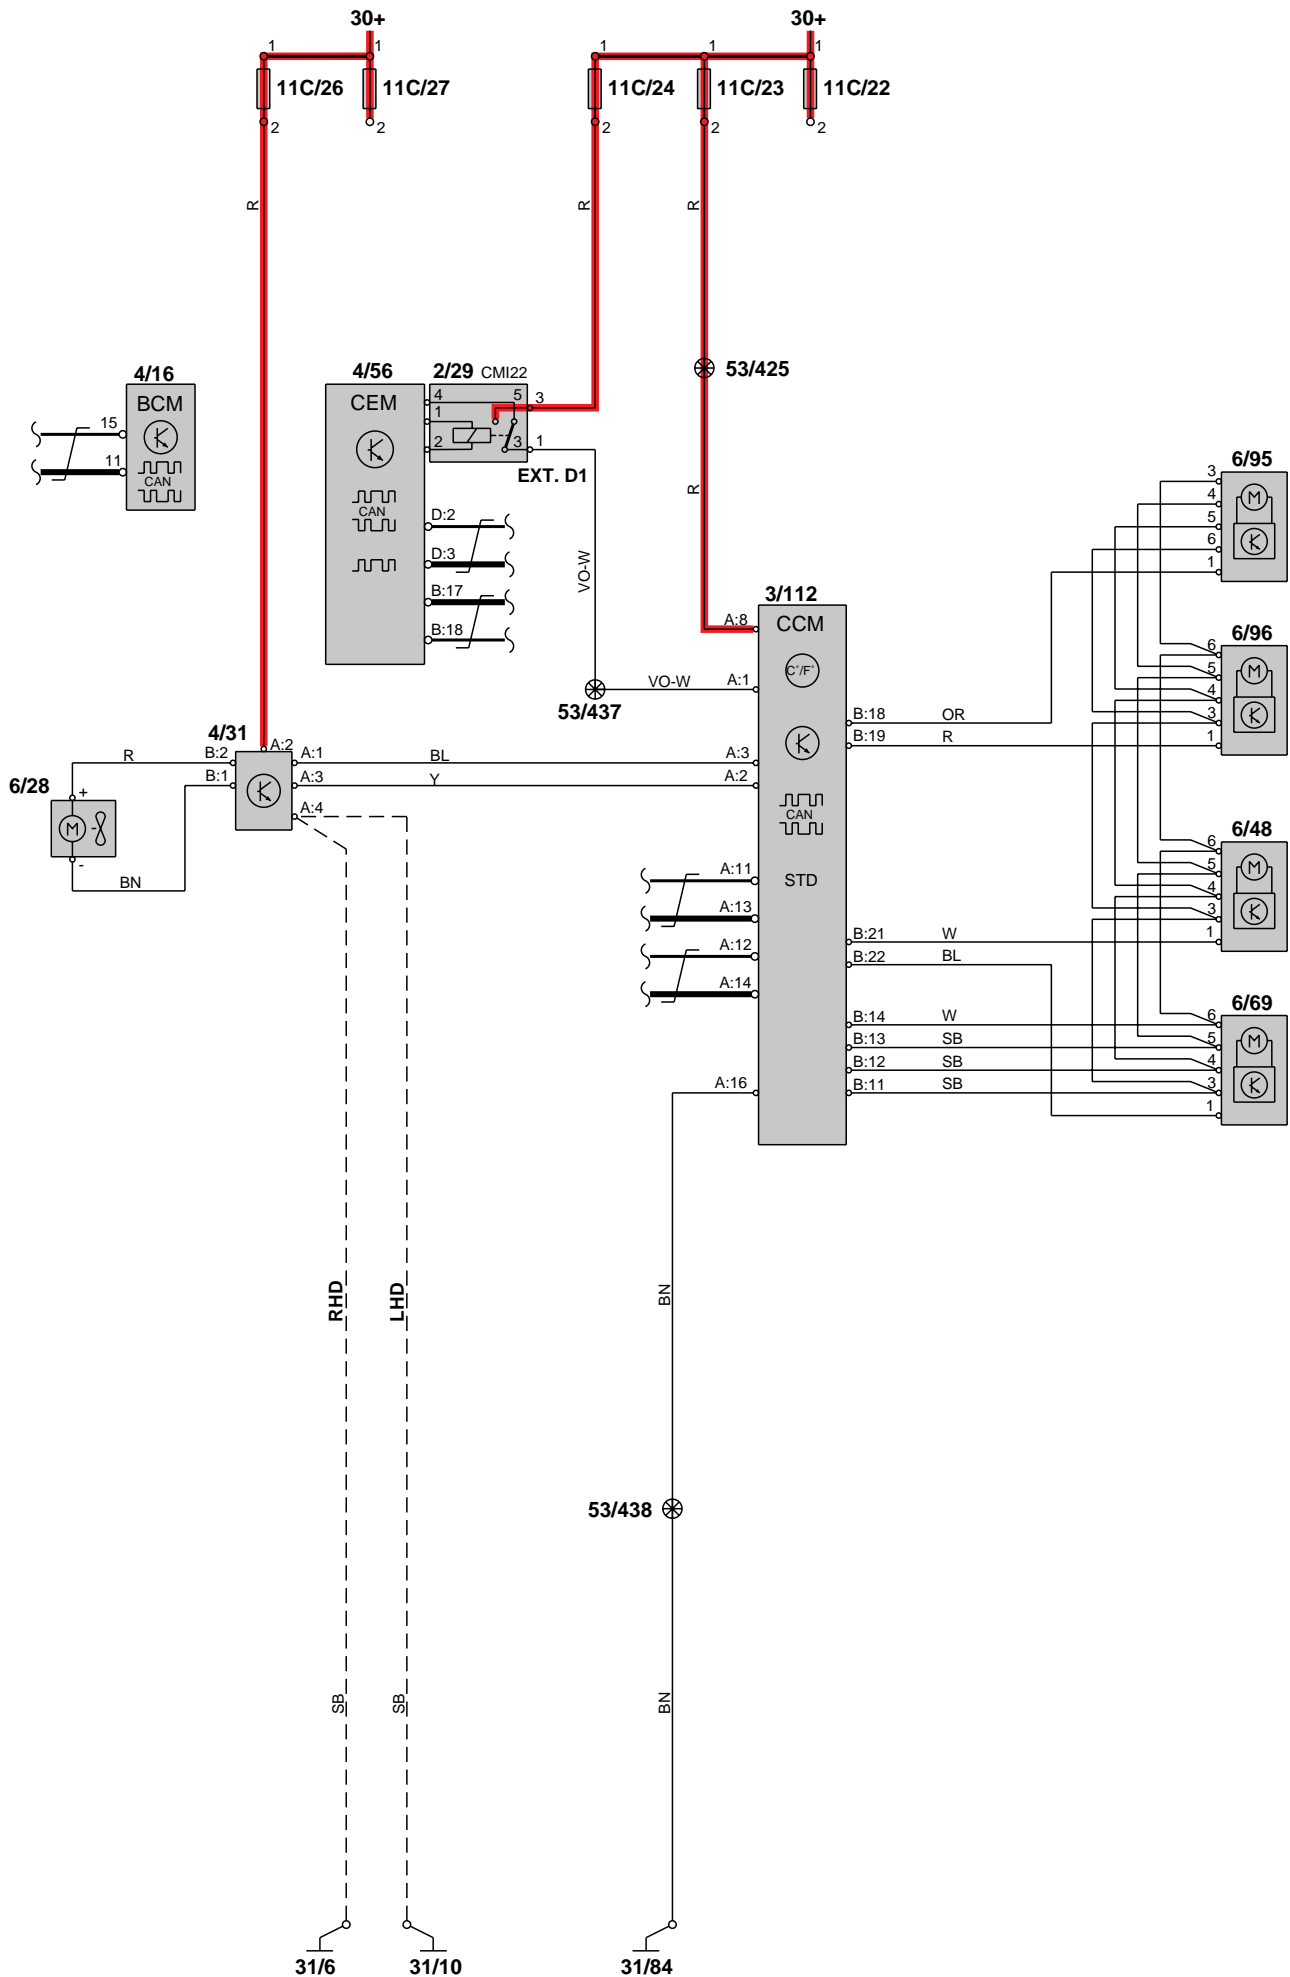 30+ 30+
1 1 1 1 1
11C/26 11C/27 11C/24 11C/23 11C/22
2 2 2 2 2
R R R
53/425
4/16 4/56 2/29 CMI22
BCM CEM 4 5 3
15 1
11 2 3 1
CAN
EXT. D1
CAN
D:2
D:3
B:17
B:18
R
VO-W
6/95
3
4 M
5
6
1
3/112
A:8 CCM
C°/F°
VO-W A:1
53/437
6/96
6
5 M
4
3
1
B:18 OR
B:19 R
4/31
A:2
R B:2 A:1 BL A:3
B:1 A:3 Y A:2
A:4
6/28
+
M
-
BN
CAN
STD
A:11
A:13
A:12
A:14
6/48
6
5 M
4
3
1
B:21 W
B:22 BL
6/69
B:14 W 6
B:13 SB 5 M
B:12 SB 4
B:11 SB 3
1
A:16
RHD LHD BN
53/438
SB SB BN
31/6 31/10 31/84